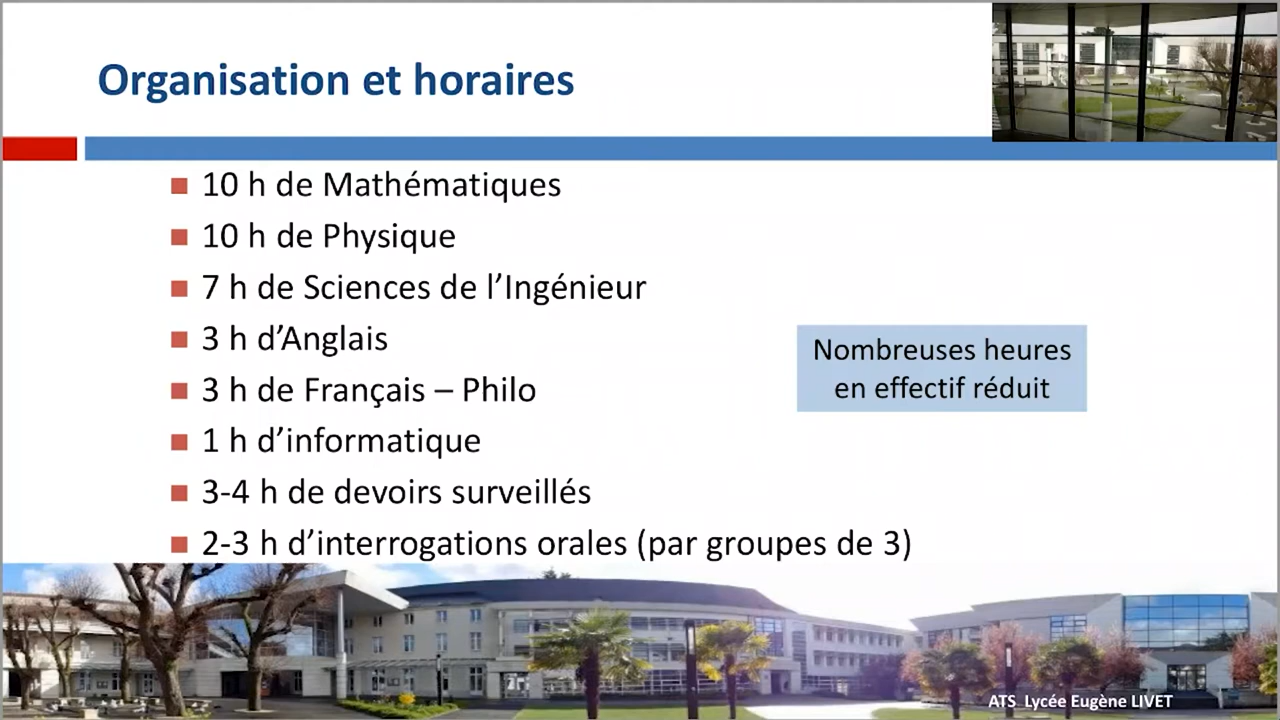 Organisation et horaires
10 h de Mathématiques
10 h de Physique
7 h de Sciences de l’Ingénieur
3 h d’Anglais
3 h de Français – Philo
1 h d’informatique
3-4 h de devoirs surveillés
2-3 h d’interrogations orales (par groupes de 3)
Nombreuses heures
en effectif réduit
ATS Lycée Eugène LIVET